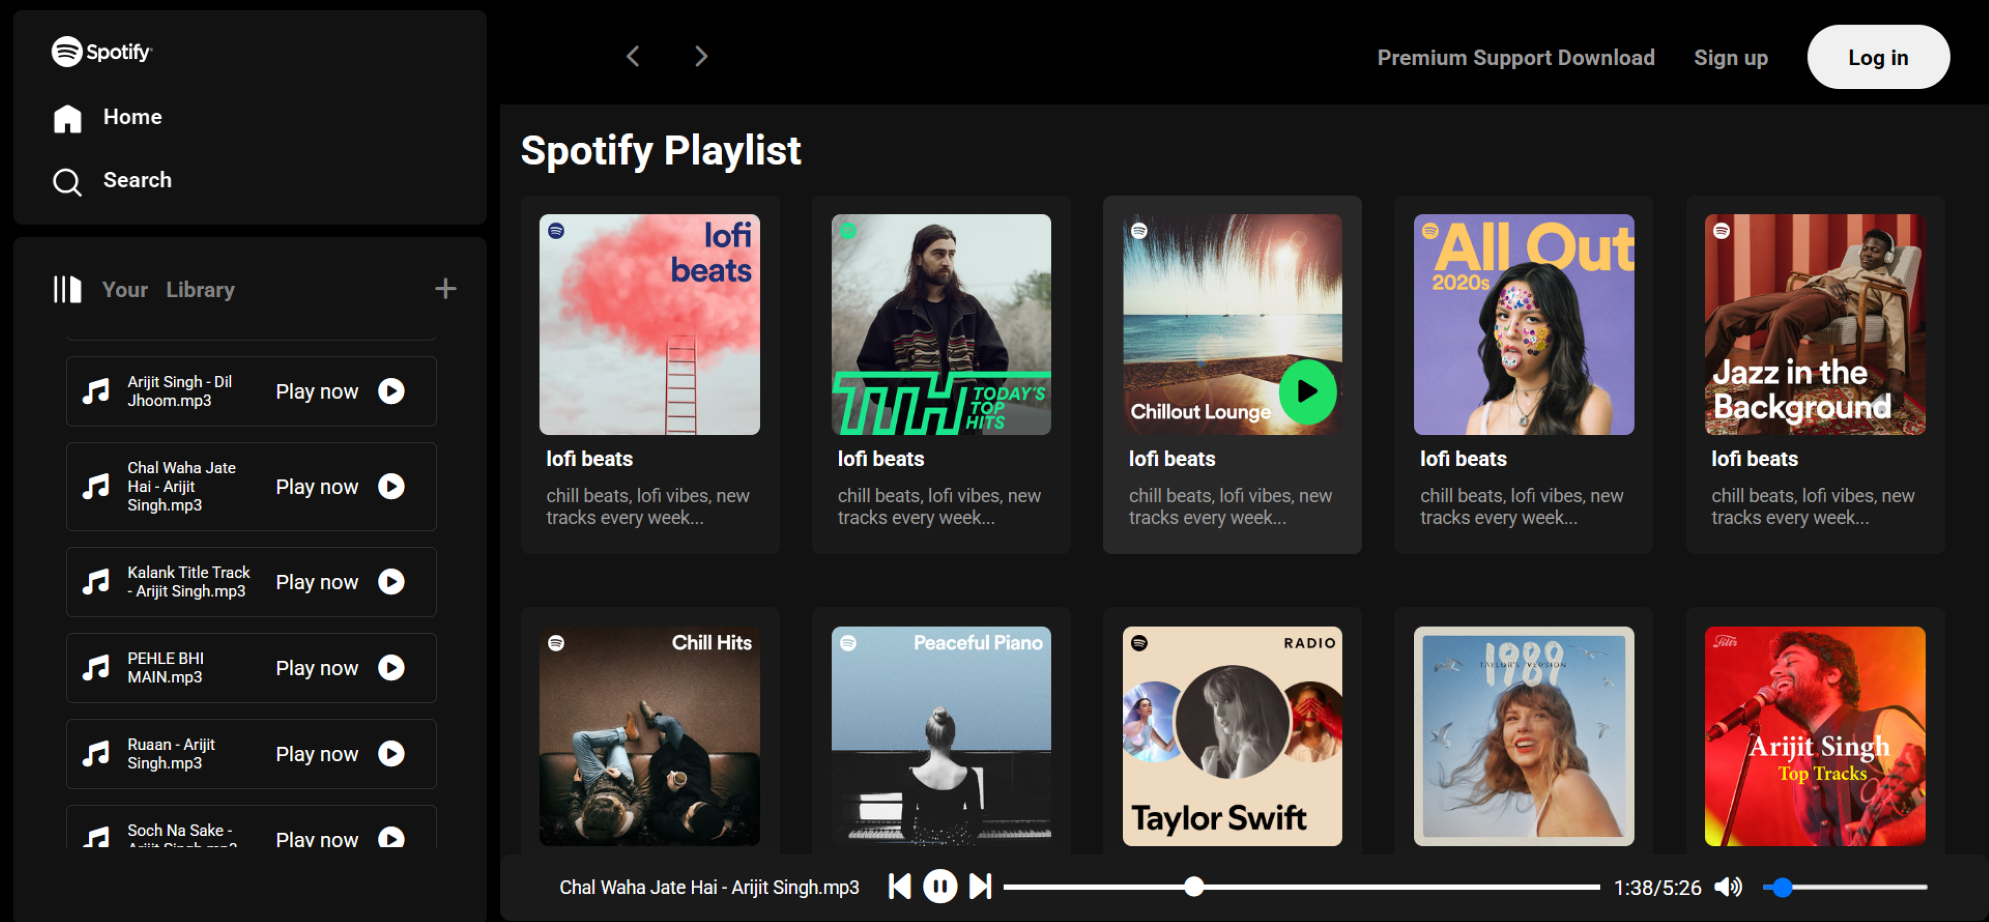 Spotify
Home
Search
Your Library
Arijit Singh - Dil
Jhoom.mp3
Play now
Chal Waha Jate
Hai - Arijit
Singh.mp3
Play now
Kalank Title Track
- Arijit Singh.mp3
Play now
PEHLE BHI
MAIN.mp3
Play now
Ruaan - Arijit
Singh.mp3
Play now
Soch Na Sake -
Arijit Singh.mp3
Play now
Premium Support Download
Sign up
Log in
Spotify Playlist
lofi
beats
lofi beats
chill beats, lofi vibes, new
tracks every week...
TTH
TODAY'S
TOP
HITS
lofi beats
chill beats, lofi vibes, new
tracks every week...
Chillout Lounge
lofi beats
chill beats, lofi vibes, new
tracks every week...
All Out
2020s
lofi beats
chill beats, lofi vibes, new
tracks every week...
Jazz in the
Background
lofi beats
chill beats, lofi vibes, new
tracks every week...
Chill Hits
Peaceful Piano
RADIO
Taylor Swift
1989
TAYLOR'S VERSION
Arijit Singh
Top Tracks
Chal Waha Jate Hai - Arijit Singh.mp3
1:38/5:26